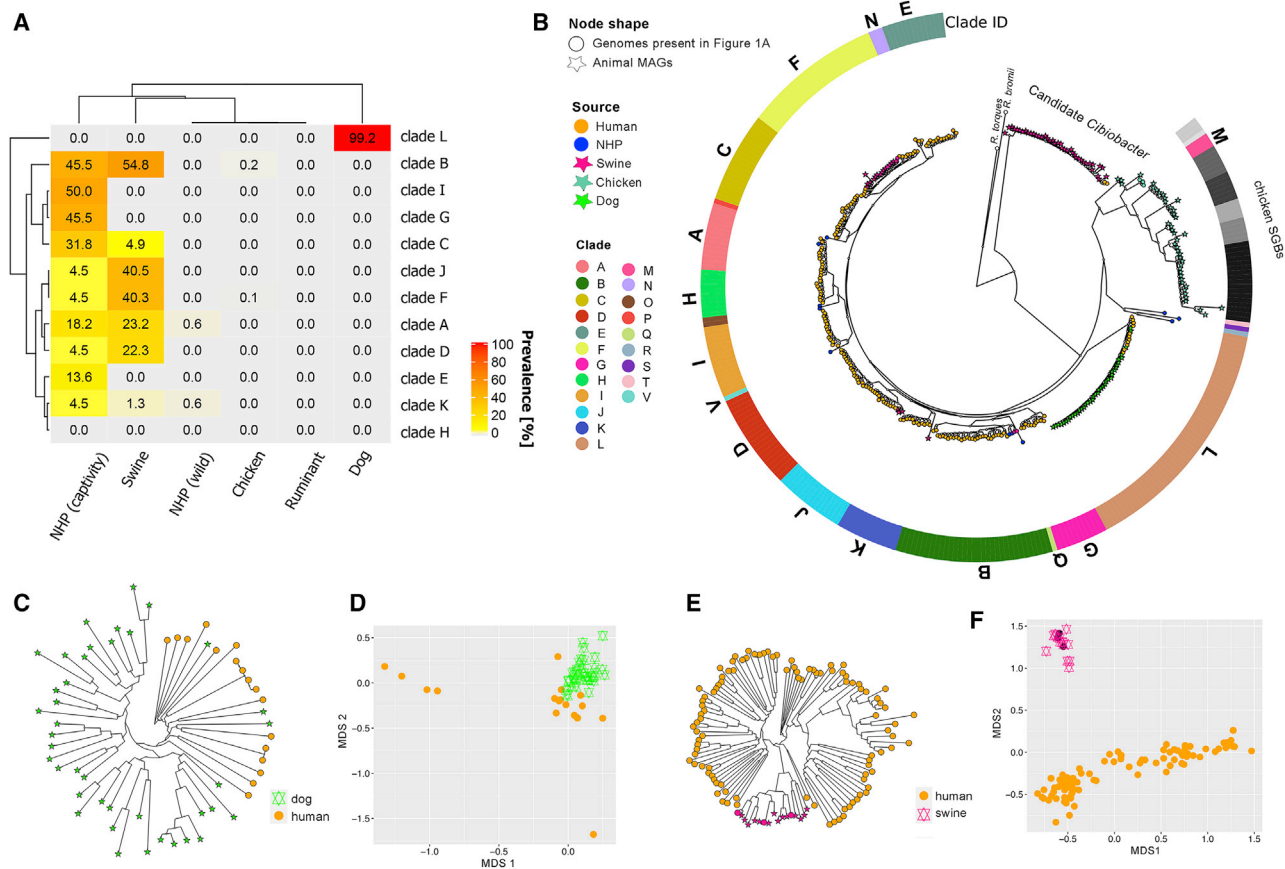 A
0.0 0.0 0.0 0.0 0.0 99.2 clade L
45.5 54.8 0.0 0.2 0.0 0.0 clade B
50.0 0.0 0.0 0.0 0.0 0.0 clade I
45.5 0.0 0.0 0.0 0.0 0.0 clade G
31.8 4.9 0.0 0.0 0.0 0.0 clade C
4.5 40.5 0.0 0.0 0.0 0.0 clade J
4.5 40.3 0.0 0.1 0.0 0.0 clade F
18.2 23.2 0.6 0.0 0.0 0.0 clade A
4.5 22.3 0.0 0.0 0.0 0.0 clade D
13.6 0.0 0.0 0.0 0.0 0.0 clade E
4.5 1.3 0.6 0.0 0.0 0.0 clade K
0.0 0.0 0.0 0.0 0.0 0.0 clade H
NHP (captivity)
Swine
NHP (wild)
Chicken
Ruminant
Dog
Prevalence [%]
100
80
60
40
20
0
B
Node shape
Genomes present in Figure 1A
Animal MAGs
Source
Human
NHP
Swine
Chicken
Dog
Clade
A
B
C
D
E
F
G
H
I
J
K
L
M
N
O
P
Q
R
S
T
V
Clade ID
E
N
F
C
A
H
I
V
D
J
K
B
Q
G
L
M
chicken SGBs
R. torques
R. bromii
Candidate Cibiobacter
C
dog
human
D
MDS 2
0.5
0.0
−0.5
−1.0
−1.5
−1.0
−0.5
0.0
MDS 1
E
human
swine
F
MDS2
1.5
1.0
0.5
0.0
−0.5
−0.5
0.0
0.5
1.0
1.5
MDS1